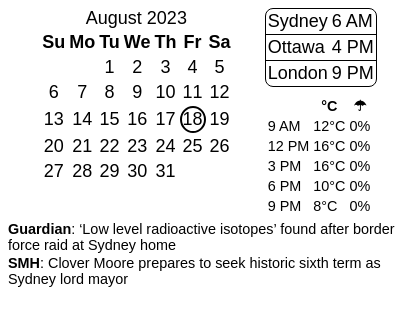 August 2023
Su Mo Tu We Th Fr Sa
1 2 3 4 5
6 7 8 9 10 11 12
13 14 15 16 17 18 19
20 21 22 23 24 25 26
27 28 29 30 31
Sydney 6 AM
Ottawa 4 PM
London 9 PM
°C ☂
9 AM 12°C 0%
12 PM 16°C 0%
3 PM 16°C 0%
6 PM 10°C 0%
9 PM 8°C 0%
Guardian: ‘Low level radioactive isotopes’ found after border
force raid at Sydney home
SMH: Clover Moore prepares to seek historic sixth term as
Sydney lord mayor